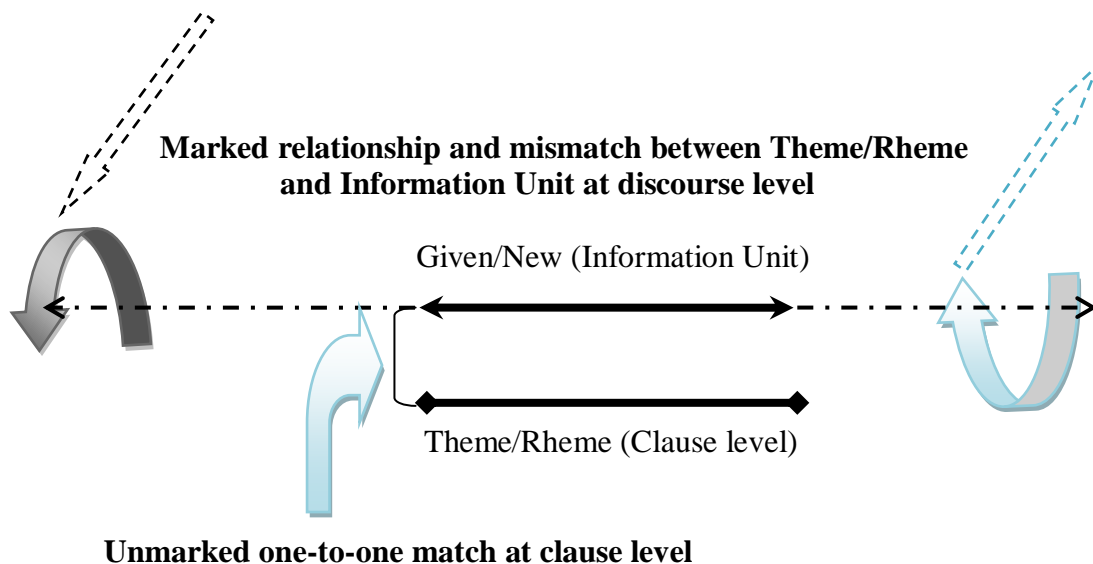 Marked relationship and mismatch between Theme/Rheme
and Information Unit at discourse level
Given/New (Information Unit)
Theme/Rheme (Clause level)
Unmarked one-to-one match at clause level